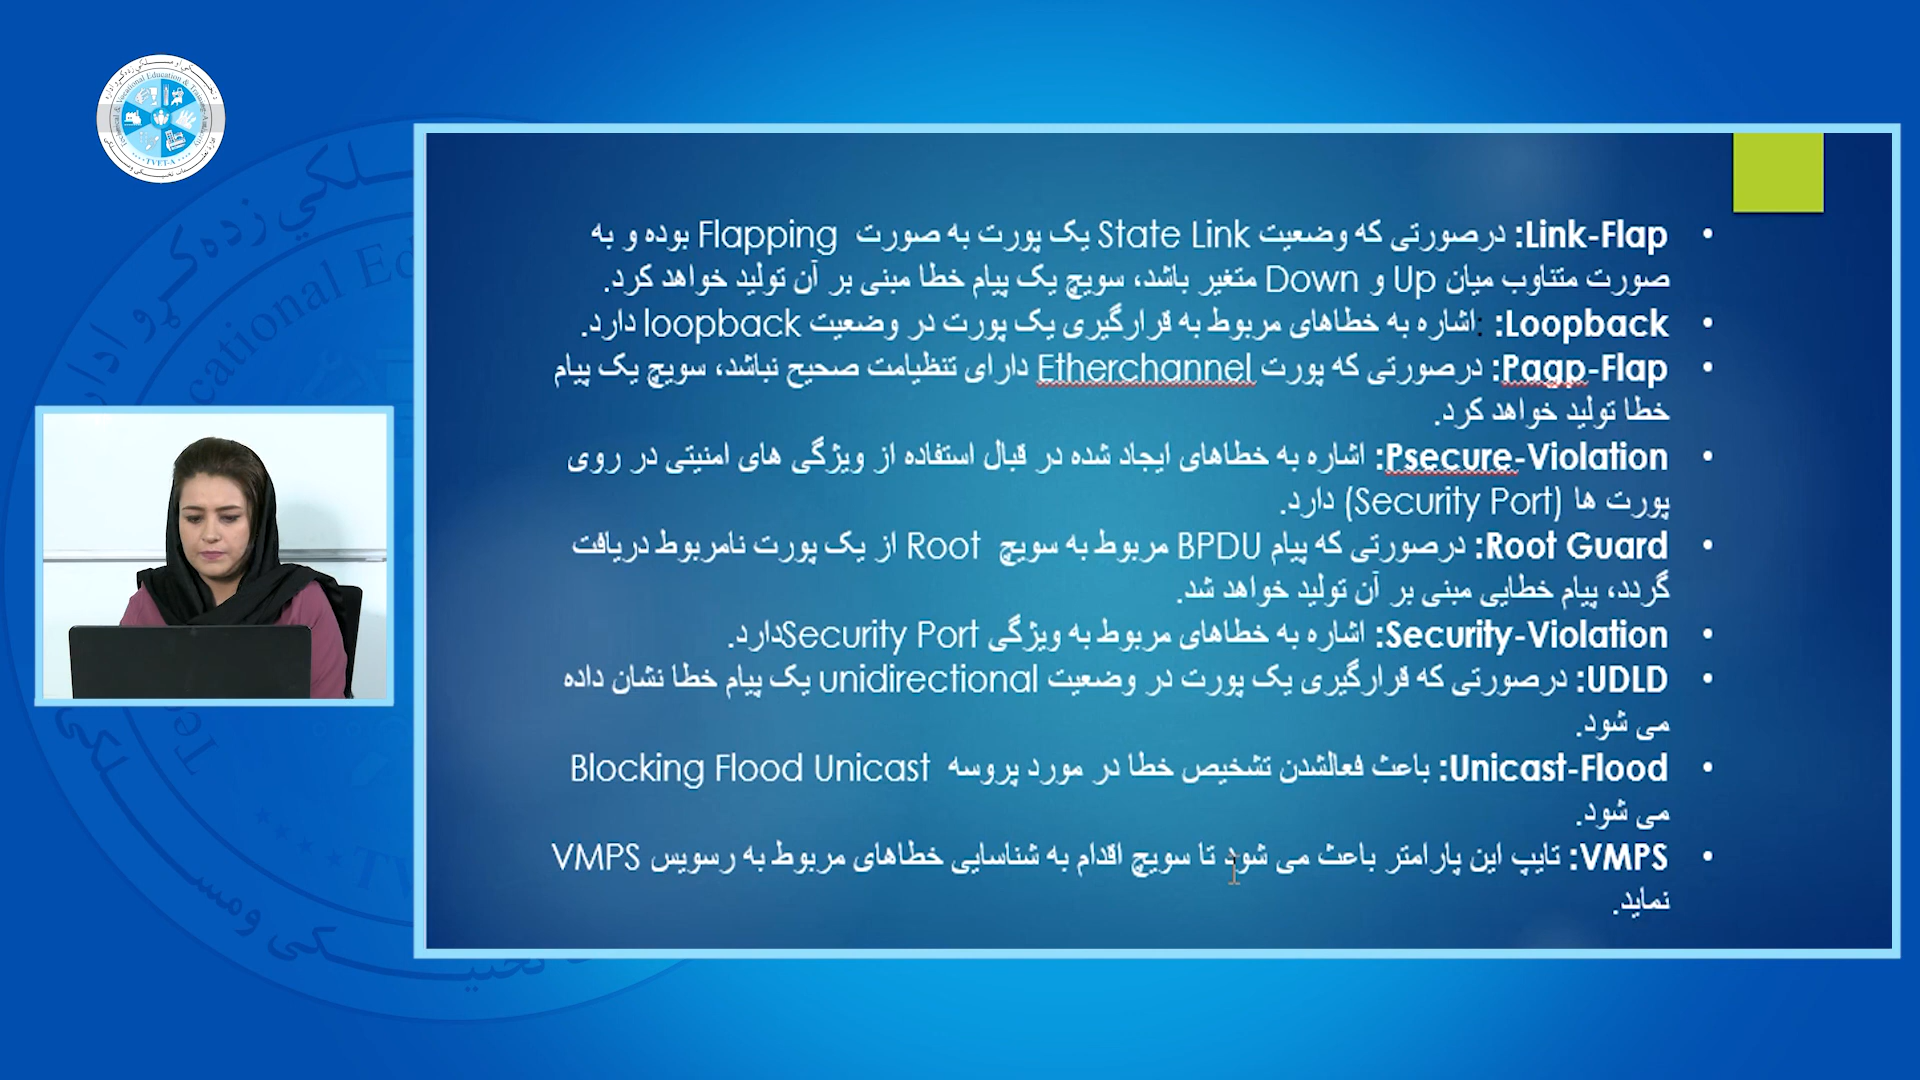 Technical & Vocational Education & Training Authority
TVET-A
Link-Flap: درصورتی که وضعیت State Link یک پورت به صورت Flapping بوده و به
صورت متناوب میان Up و Down متغیر باشد، سویچ یک پیام خطا مبنی بر آن تولید خواهد کرد.
Loopback: :اشاره به خطاهای مربوط به قرارگیری یک پورت در وضعیت loopback دارد.
Pagp-Flap: درصورتی که پورت Etherchannel دارای تنظیامت صحیح نباشد، سویچ یک پیام
خطا تولید خواهد کرد.
Psecure-Violation: اشاره به خطاهای ایجاد شده در قبال استفاده از ویژگی های امنیتی در روی
پورت ها (Security Port) دارد.
Root Guard: درصورتی که پیام BPDU مربوط به سویچ Root از یک پورت نامربوط دریافت
گردد، پیام خطایی مبنی بر آن تولید خواهد شد.
Security-Violation: اشاره به خطاهای مربوط به ویژگی Security Portدارد.
UDLD: درصورتی که قرارگیری یک پورت در وضعیت unidirectional یک پیام خطا نشان داده
می شود.
Unicast-Flood: باعث فعالشدن تشخیص خطا در مورد پروسه Blocking Flood Unicast
می شود.
VMPS: تایپ این پارامتر باعث می شود تا سویچ اقدام به شناسایی خطاهای مربوط به رسویس VMPS
نماید.